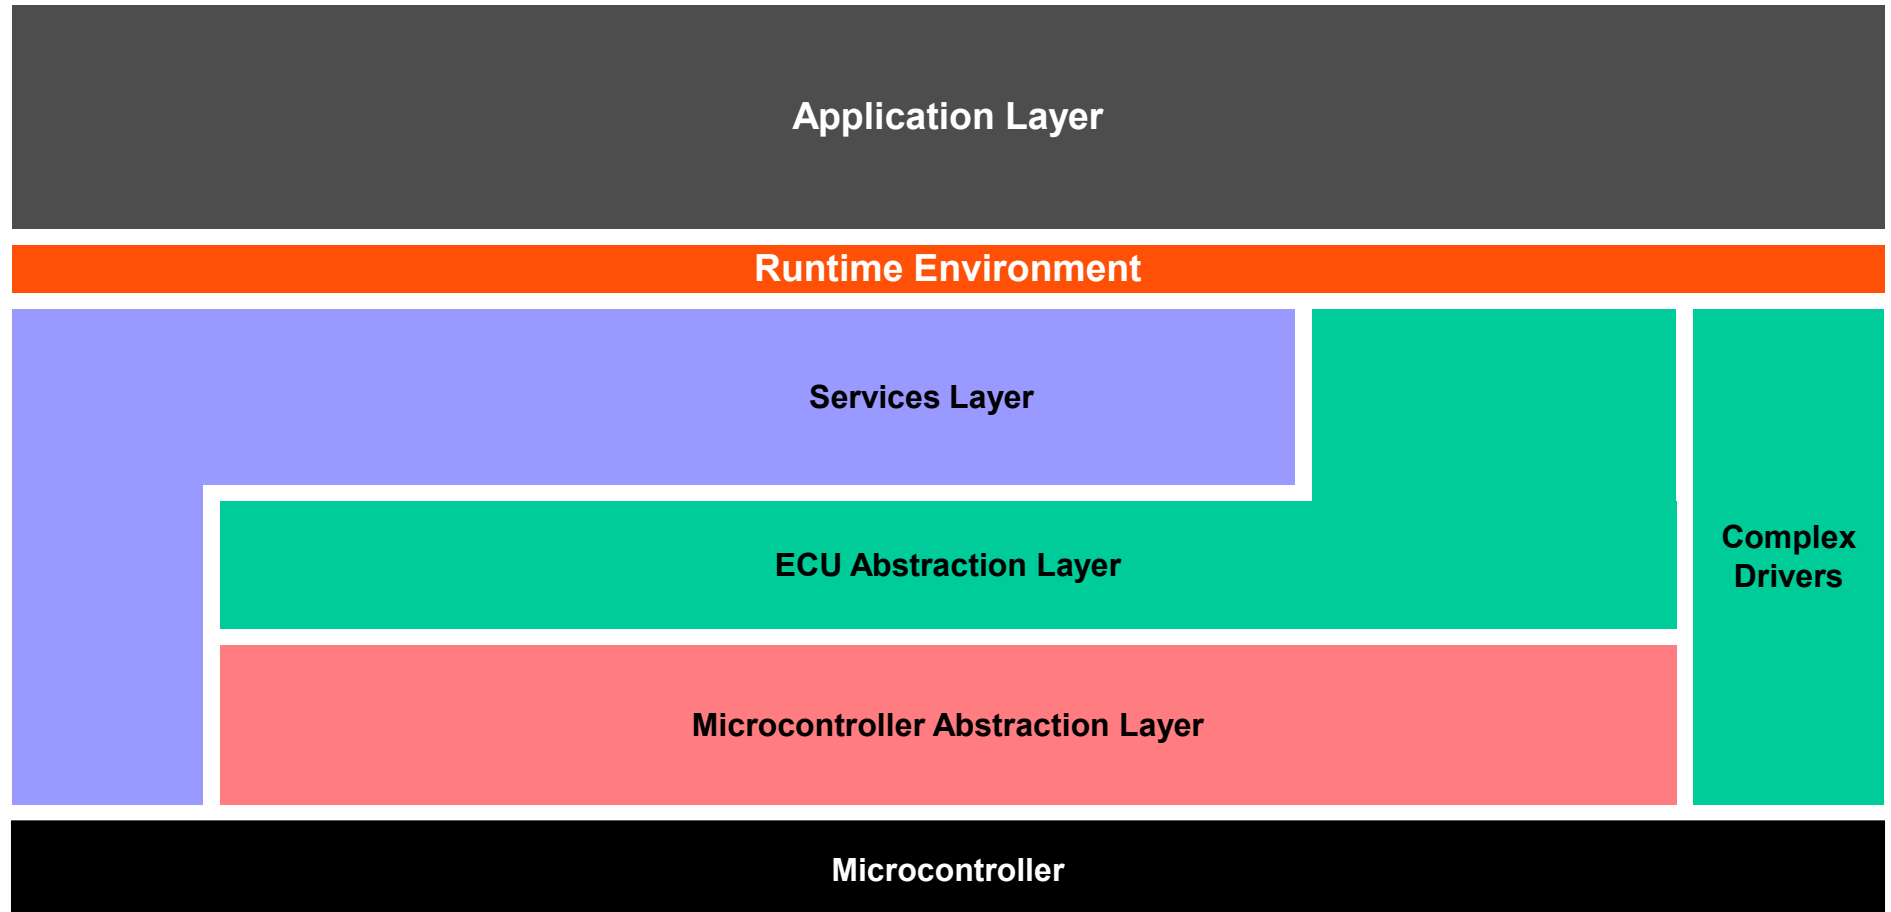 Application Layer
Runtime Environment
Services Layer
ECU Abstraction Layer
Complex
Drivers
Microcontroller Abstraction Layer
Microcontroller